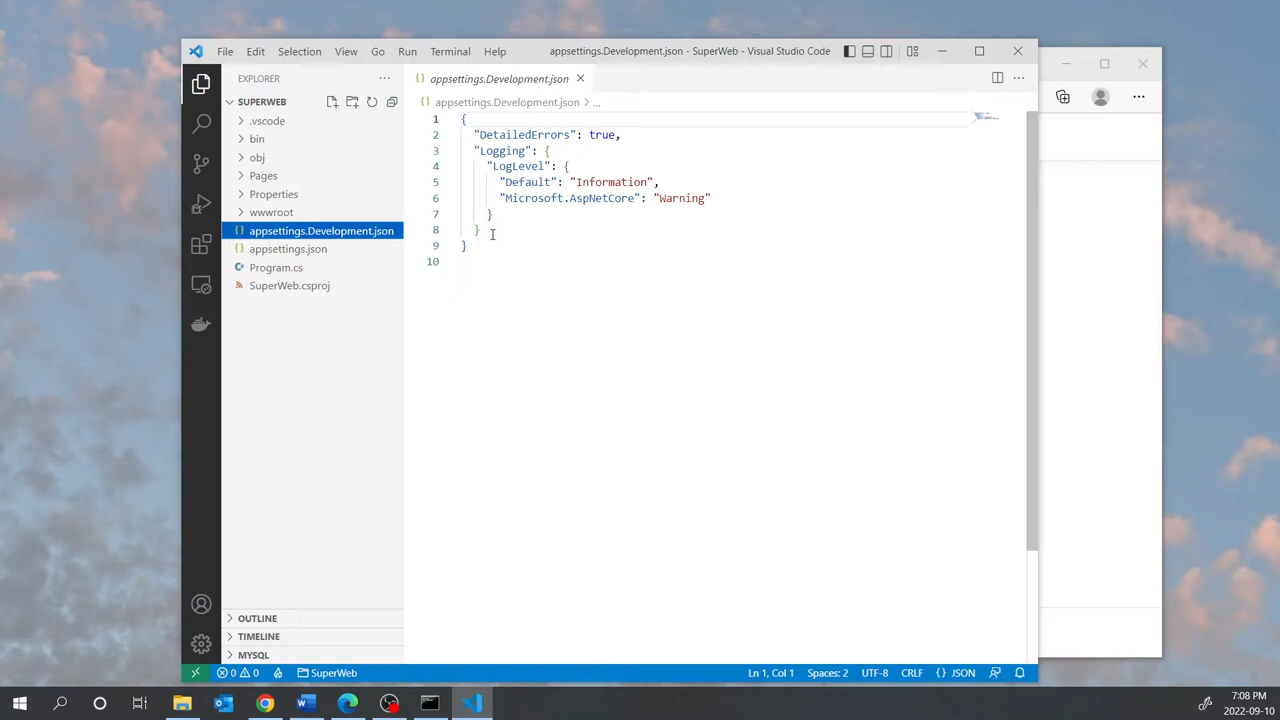 File Edit Selection View Go Run Terminal Help appsettings.Development.json - SuperWeb - Visual Studio Code
EXPLORER
SUPERWEB
.vscode
bin
obj
Pages
Properties
wwwroot
{} appsettings.Development.json
{} appsettings.json
Program.cs
SuperWeb.csproj
OUTLINE
TIMELINE
MYSQL
{} appsettings.Development.json
{} appsettings.Development.json > ...
1 {
2 "DetailedErrors": true,
3 "Logging": {
4 "LogLevel": {
5 "Default": "Information",
6 "Microsoft.AspNetCore": "Warning"
7 }
8 }
9 }
10
0 0 SuperWeb Ln 1, Col 1 Spaces: 2 UTF-8 CRLF {} JSON
7:08 PM
2022-09-10